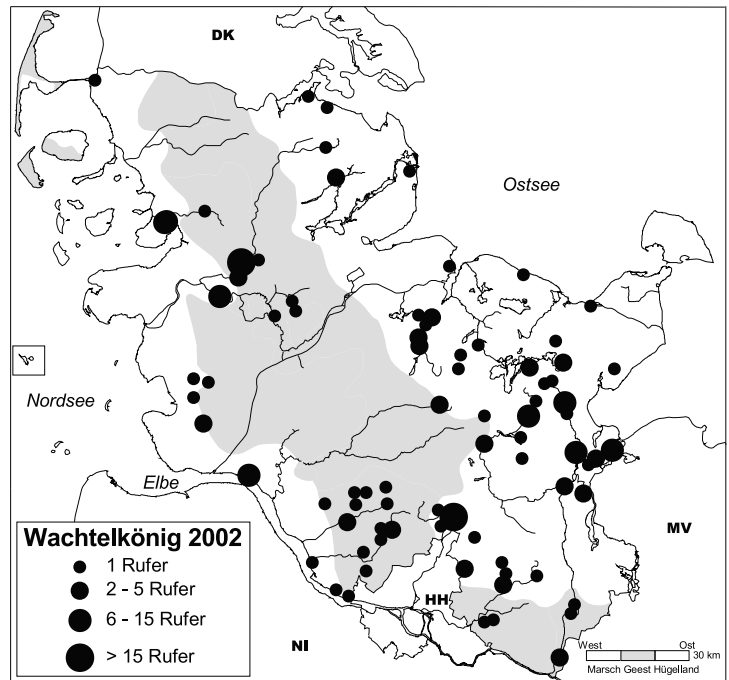 DK
Ostsee
Nordsee
Elbe
MV
Wachtelkönig 2002
1 Rufer
2 - 5 Rufer
6 - 15 Rufer
> 15 Rufer
HH
NI
West Ost
30 km
Marsch Geest Hügelland